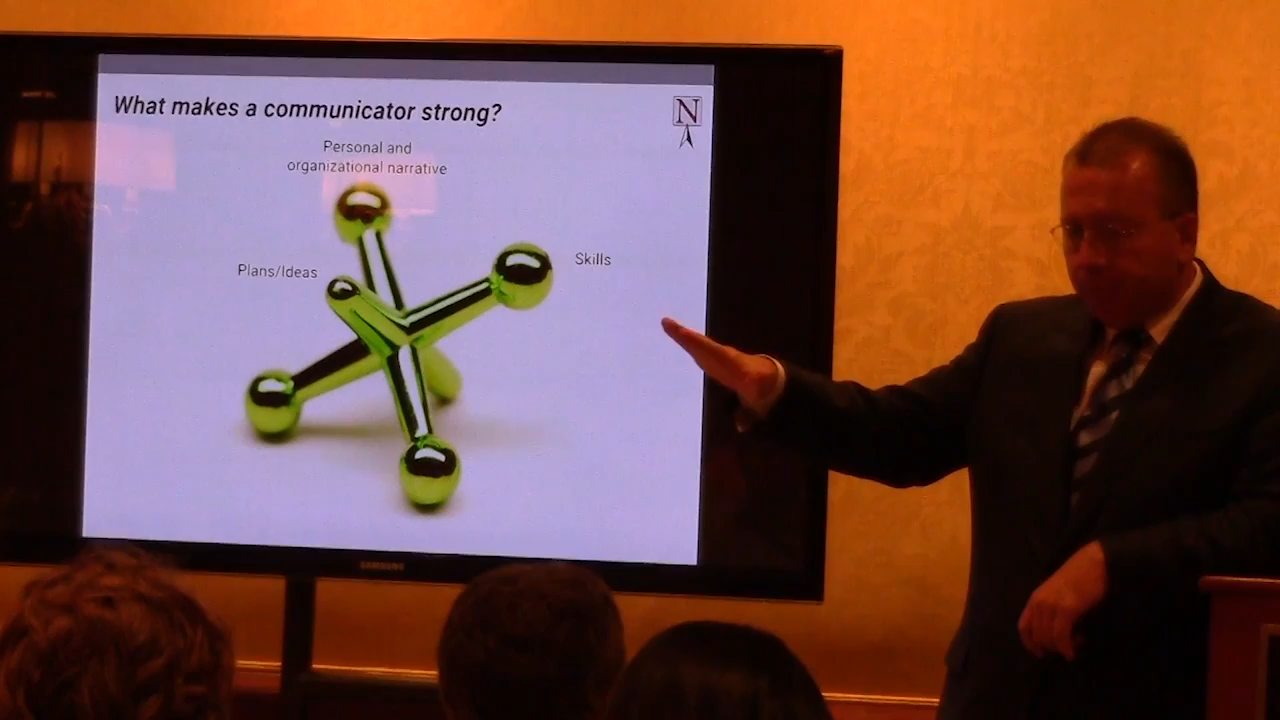 What makes a communicator strong?
N
Personal and
organizational narrative
Plans/Ideas
Skills
SAMSUNG